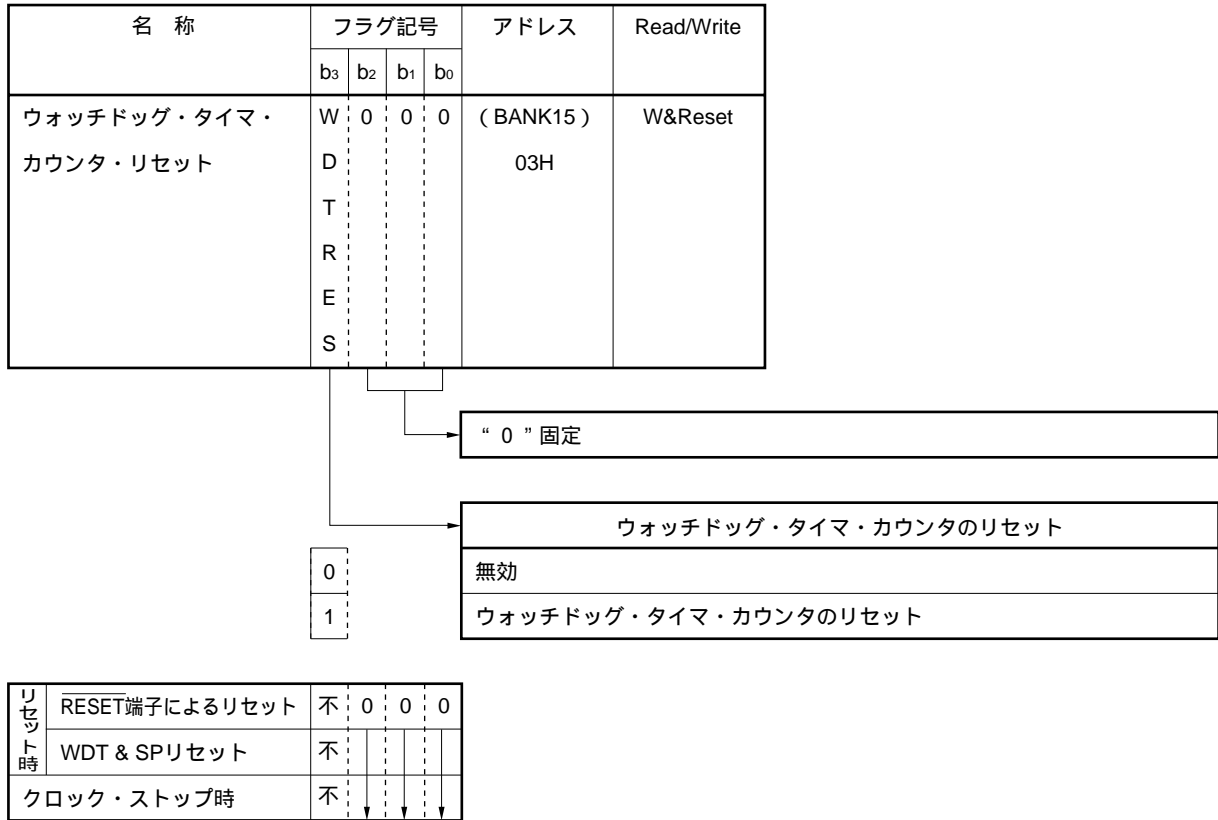 名　称 フラグ記号 アドレス Read/Write
b3 b2 b1 b0
ウォッチドッグ・タイマ・ W 0 0 0 （BANK15） W&Reset
カウンタ・リセット D 03H
T
R
E
S
“０”固定
ウォッチドッグ・タイマ・カウンタのリセット
0 無効
1 ウォッチドッグ・タイマ・カウンタのリセット
リセット時 RESET端子によるリセット 不 0 0 0
WDT & SPリセット 不
クロック・ストップ時 不